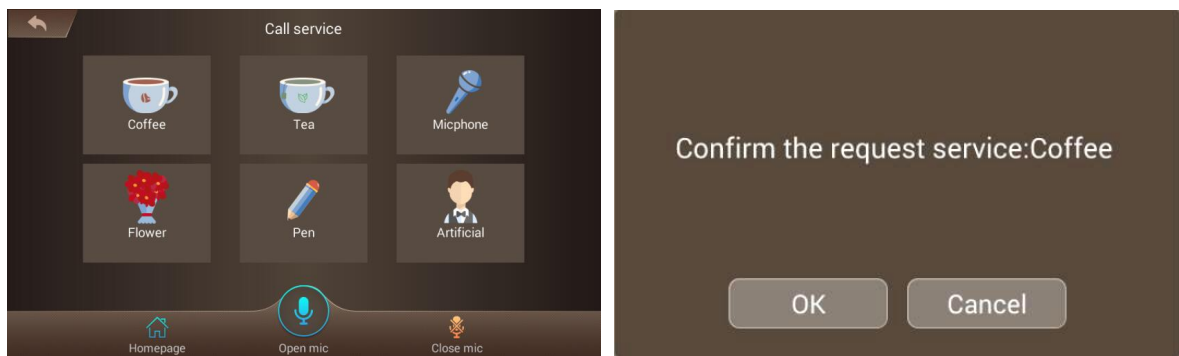 Call service
Coffee
Tea
Micphone
Flower
Pen
Artificial
Homepage
Open mic
Close mic
Confirm the request service:Coffee
OK
Cancel